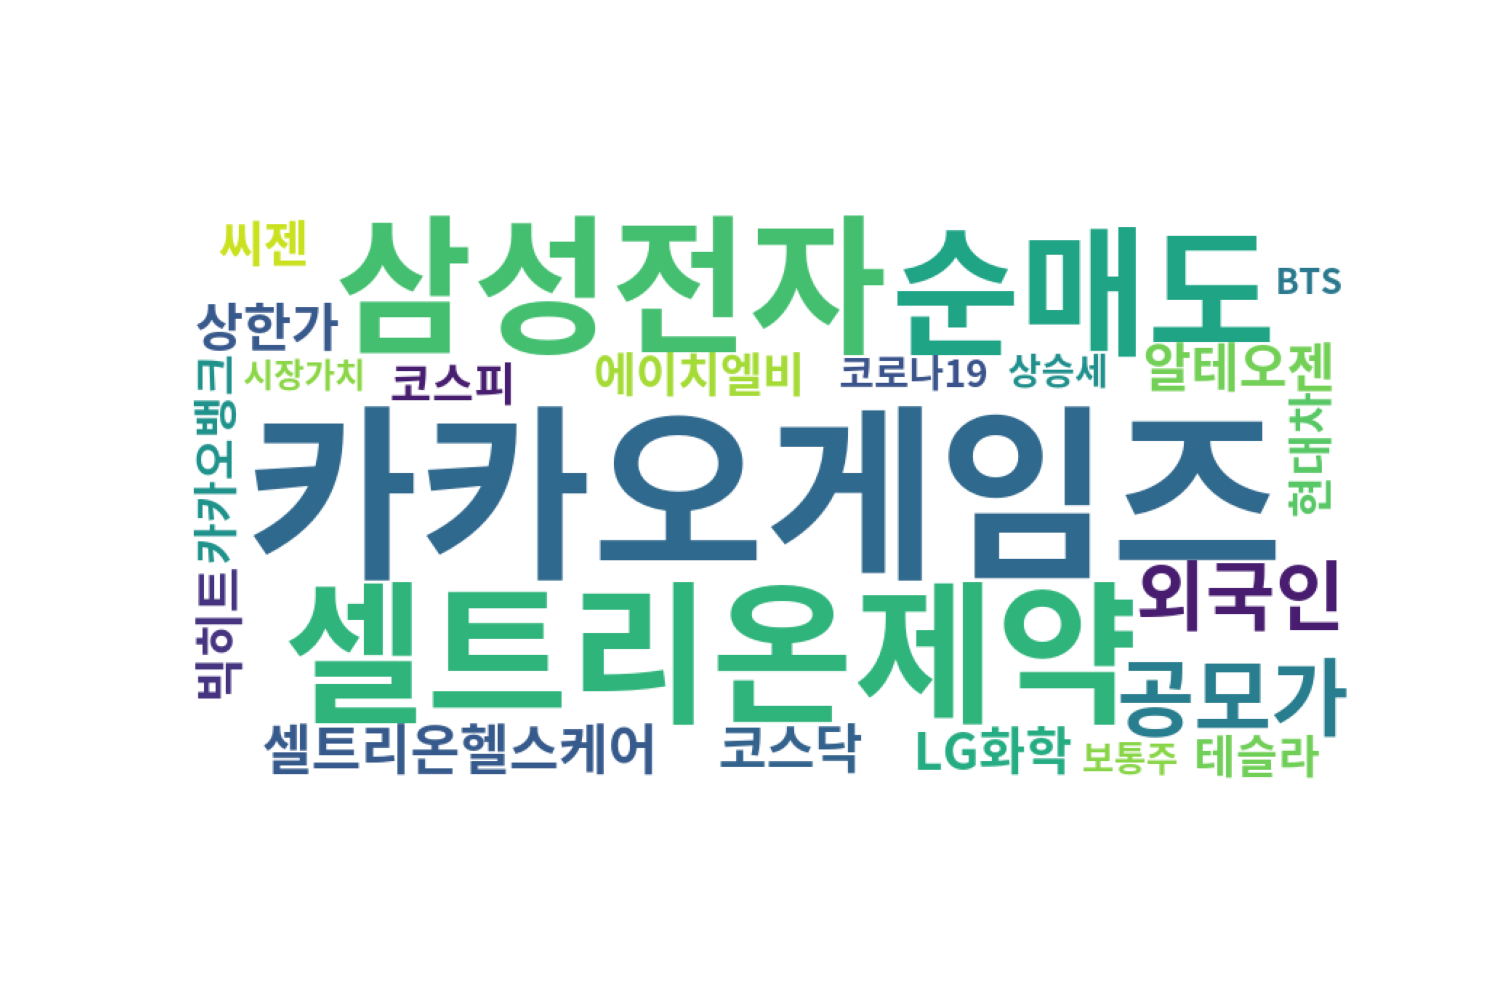 씨젠
삼성전자
순매도
BTS
상한가
시장가치
코스피
에이치엘비
코로나19
상승세
알테오젠
카카오뱅크
카카오게임즈
현대차
빅히트
셀트리온제약
외국인
공모가
셀트리온헬스케어
코스닥
LG화학
보통주
테슬라